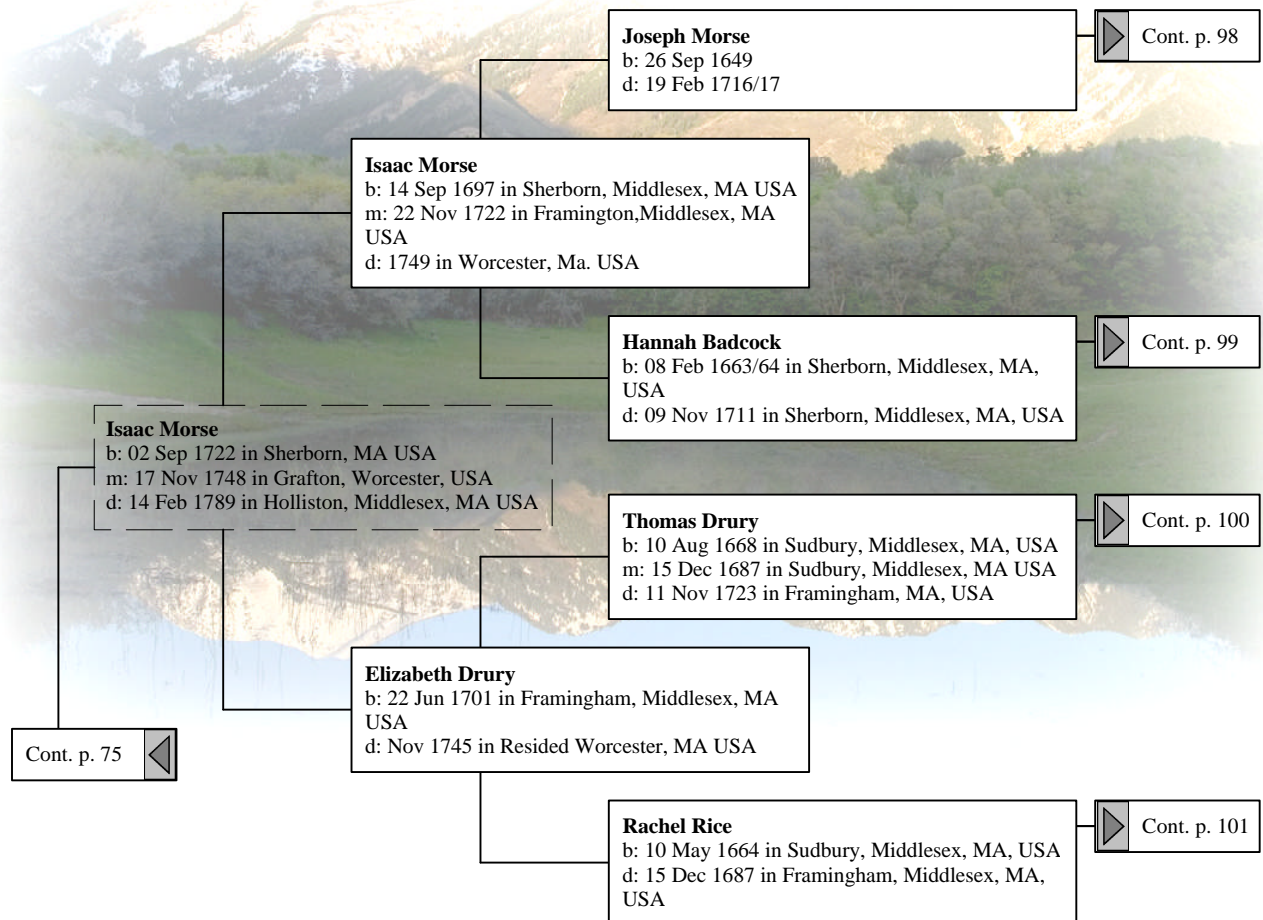 Joseph Morse
b: 26 Sep 1649
d: 19 Feb 1716/17
Cont. p. 98
Isaac Morse
b: 14 Sep 1697 in Sherborn, Middlesex, MA USA
m: 22 Nov 1722 in Framington,Middlesex, MA
USA
d: 1749 in Worcester, Ma. USA
Hannah Badcock
b: 08 Feb 1663/64 in Sherborn, Middlesex, MA,
USA
d: 09 Nov 1711 in Sherborn, Middlesex, MA, USA
Cont. p. 99
Isaac Morse
b: 02 Sep 1722 in Sherborn, MA USA
m: 17 Nov 1748 in Grafton, Worcester, USA
d: 14 Feb 1789 in Holliston, Middlesex, MA USA
Thomas Drury
b: 10 Aug 1668 in Sudbury, Middlesex, MA, USA
m: 15 Dec 1687 in Sudbury, Middlesex, MA USA
d: 11 Nov 1723 in Framingham, MA, USA
Cont. p. 100
Elizabeth Drury
b: 22 Jun 1701 in Framingham, Middlesex, MA
USA
d: Nov 1745 in Resided Worcester, MA USA
Cont. p. 75
Rachel Rice
b: 10 May 1664 in Sudbury, Middlesex, MA, USA
d: 15 Dec 1687 in Framingham, Middlesex, MA,
USA
Cont. p. 101